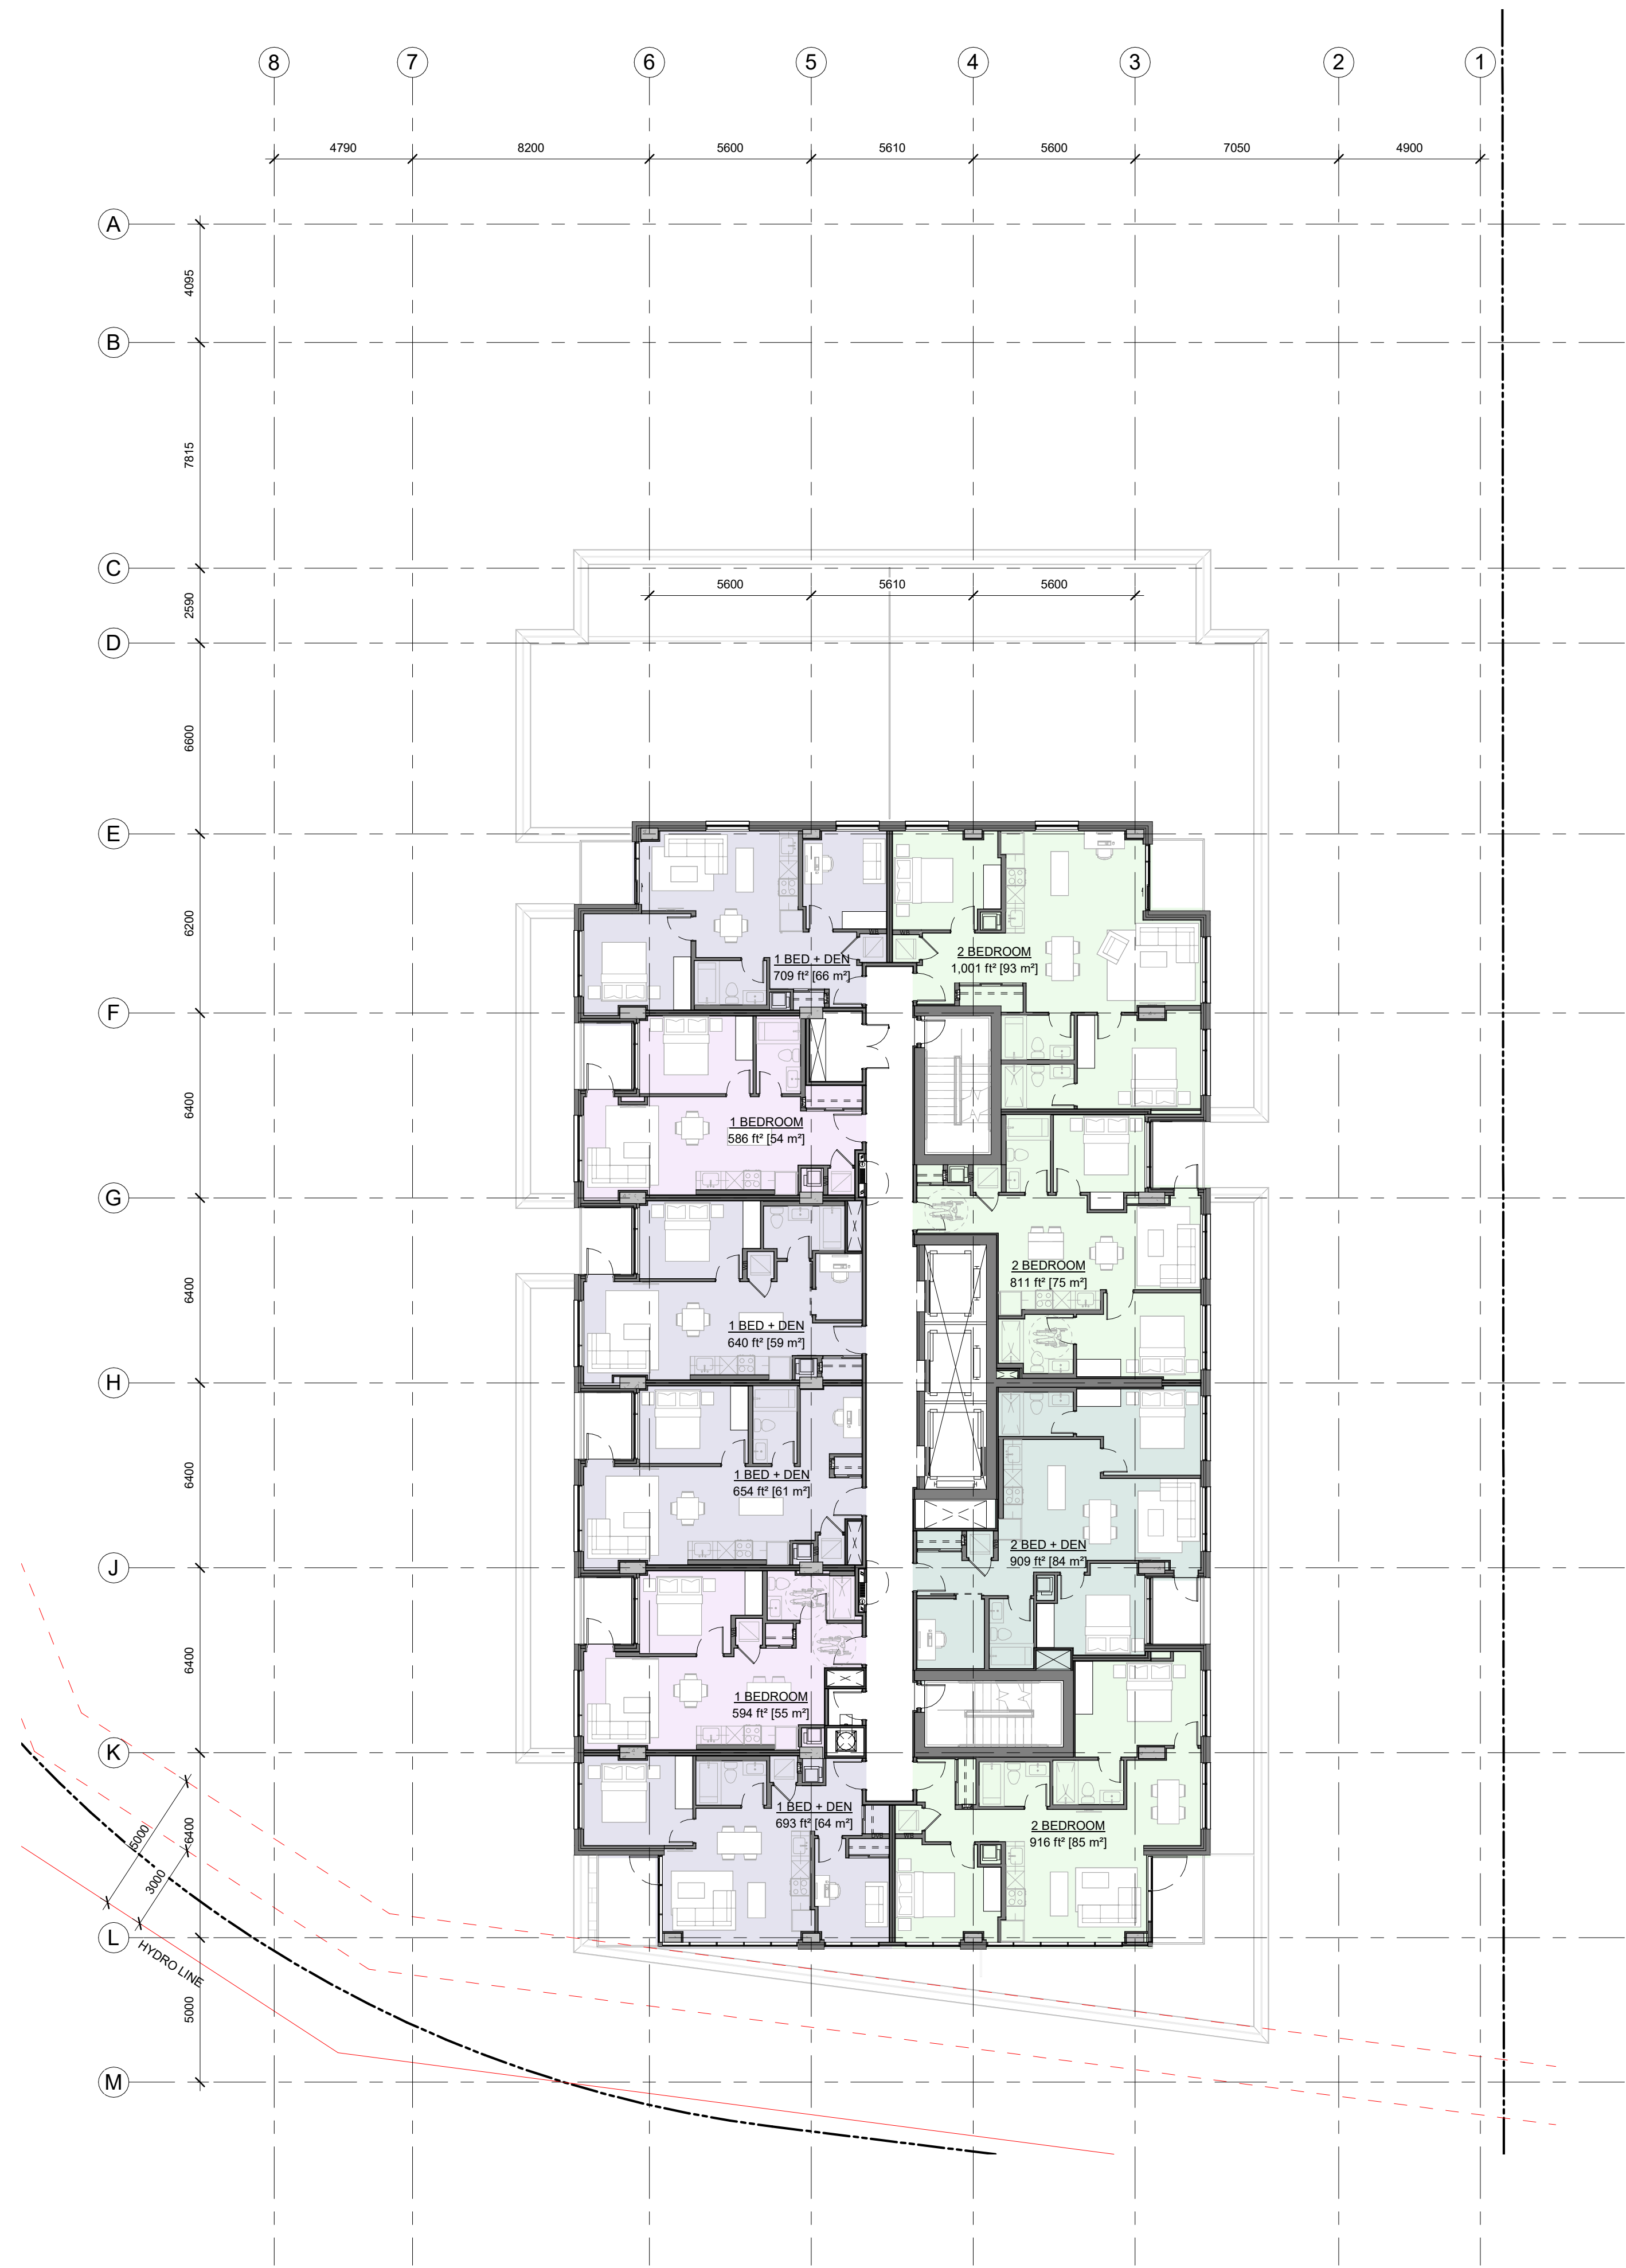 8 7 6 5 4 3 2 1
4790 8200 5600 5610 5600 7050 4900
A
4095
B
7815
C
5600 5610 5600
2590
D
6600
E
6200
2 BEDROOM
1,001 ft² [93 m²]
1 BED + DEN
709 ft² [66 m²]
F
6400
1 BEDROOM
586 ft² [54 m²]
G
6400
2 BEDROOM
811 ft² [75 m²]
1 BED + DEN
640 ft² [59 m²]
H
6400
1 BED + DEN
654 ft² [61 m²]
2 BED + DEN
909 ft² [84 m²]
J
6400
1 BEDROOM
594 ft² [55 m²]
K
1 BED + DEN
693 ft² [64 m²]
2 BEDROOM
916 ft² [85 m²]
6400
5000
3000
L
HYDRO LINE
5000
M